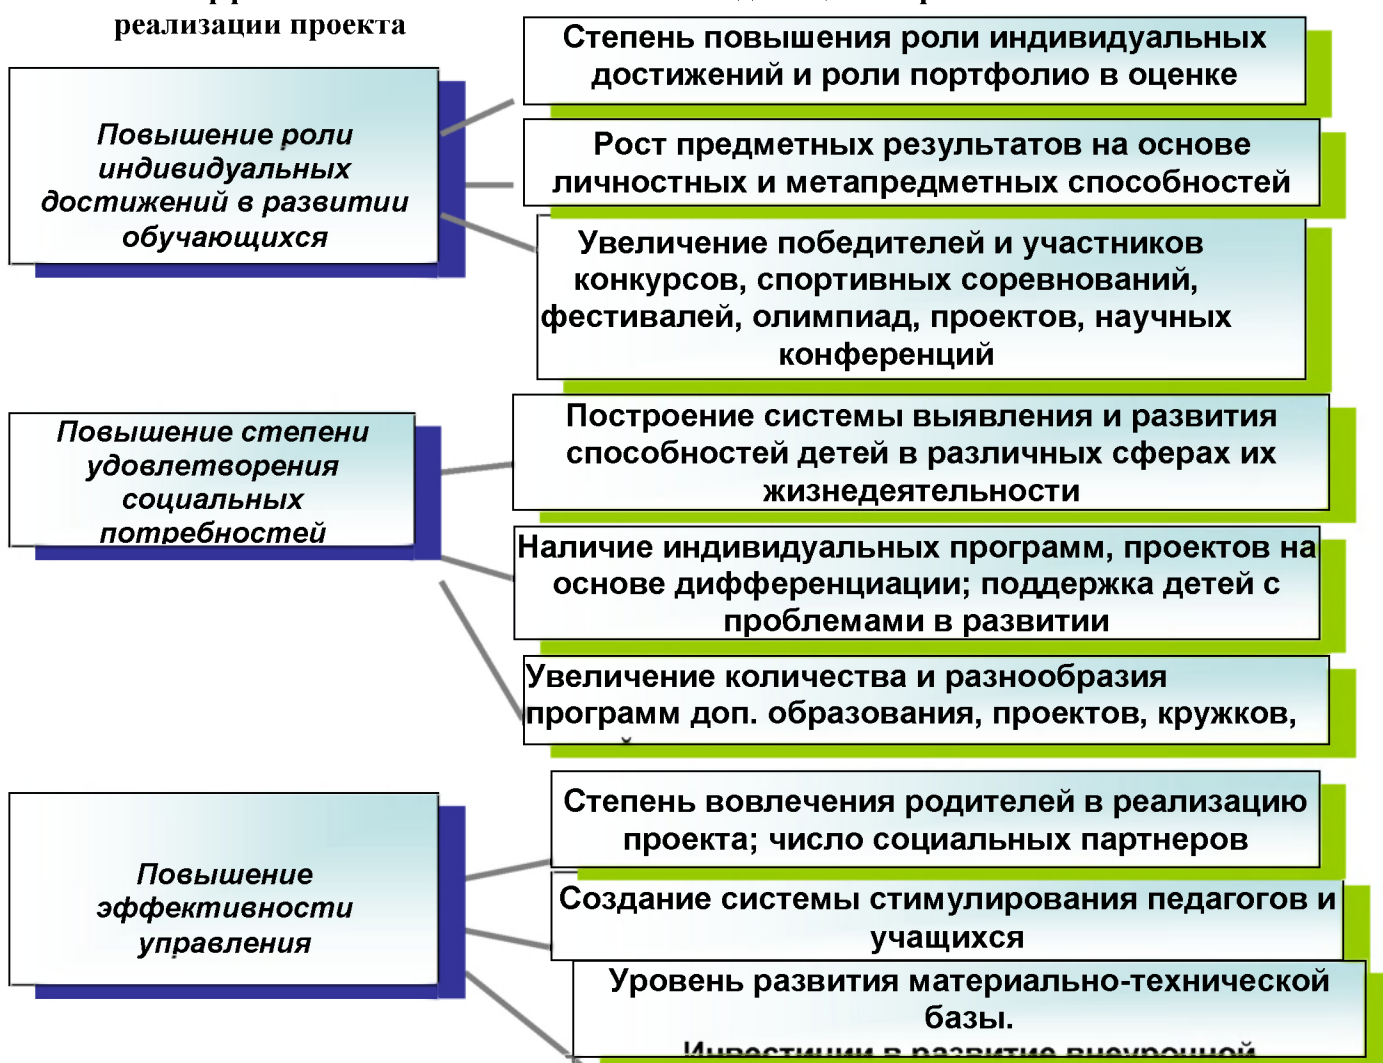 реализации проекта
Степень повышения роли индивидуальных
достижений и роли портфолио в оценке
Повышение роли
индивидуальных
достижений в развитии
обучающихся
Рост предметных результатов на основе
личностных и метапредметных способностей
Увеличение победителей и участников
конкурсов, спортивных соревнований,
фестивалей, олимпиад, проектов, научных
конференций
Повышение степени
удовлетворения
социальных
потребностей
Построение системы выявления и развития
способностей детей в различных сферах их
жизнедеятельности
Наличие индивидуальных программ, проектов на
основе дифференциации; поддержка детей с
проблемами в развитии
Увеличение количества и разнообразия
программ доп. образования, проектов, кружков,
Повышение
эффективности
управления
Степень вовлечения родителей в реализацию
проекта; число социальных партнеров
Создание системы стимулирования педагогов и
учащихся
Уровень развития материально-технической
базы.
Инвестиции в развитие внеурочной